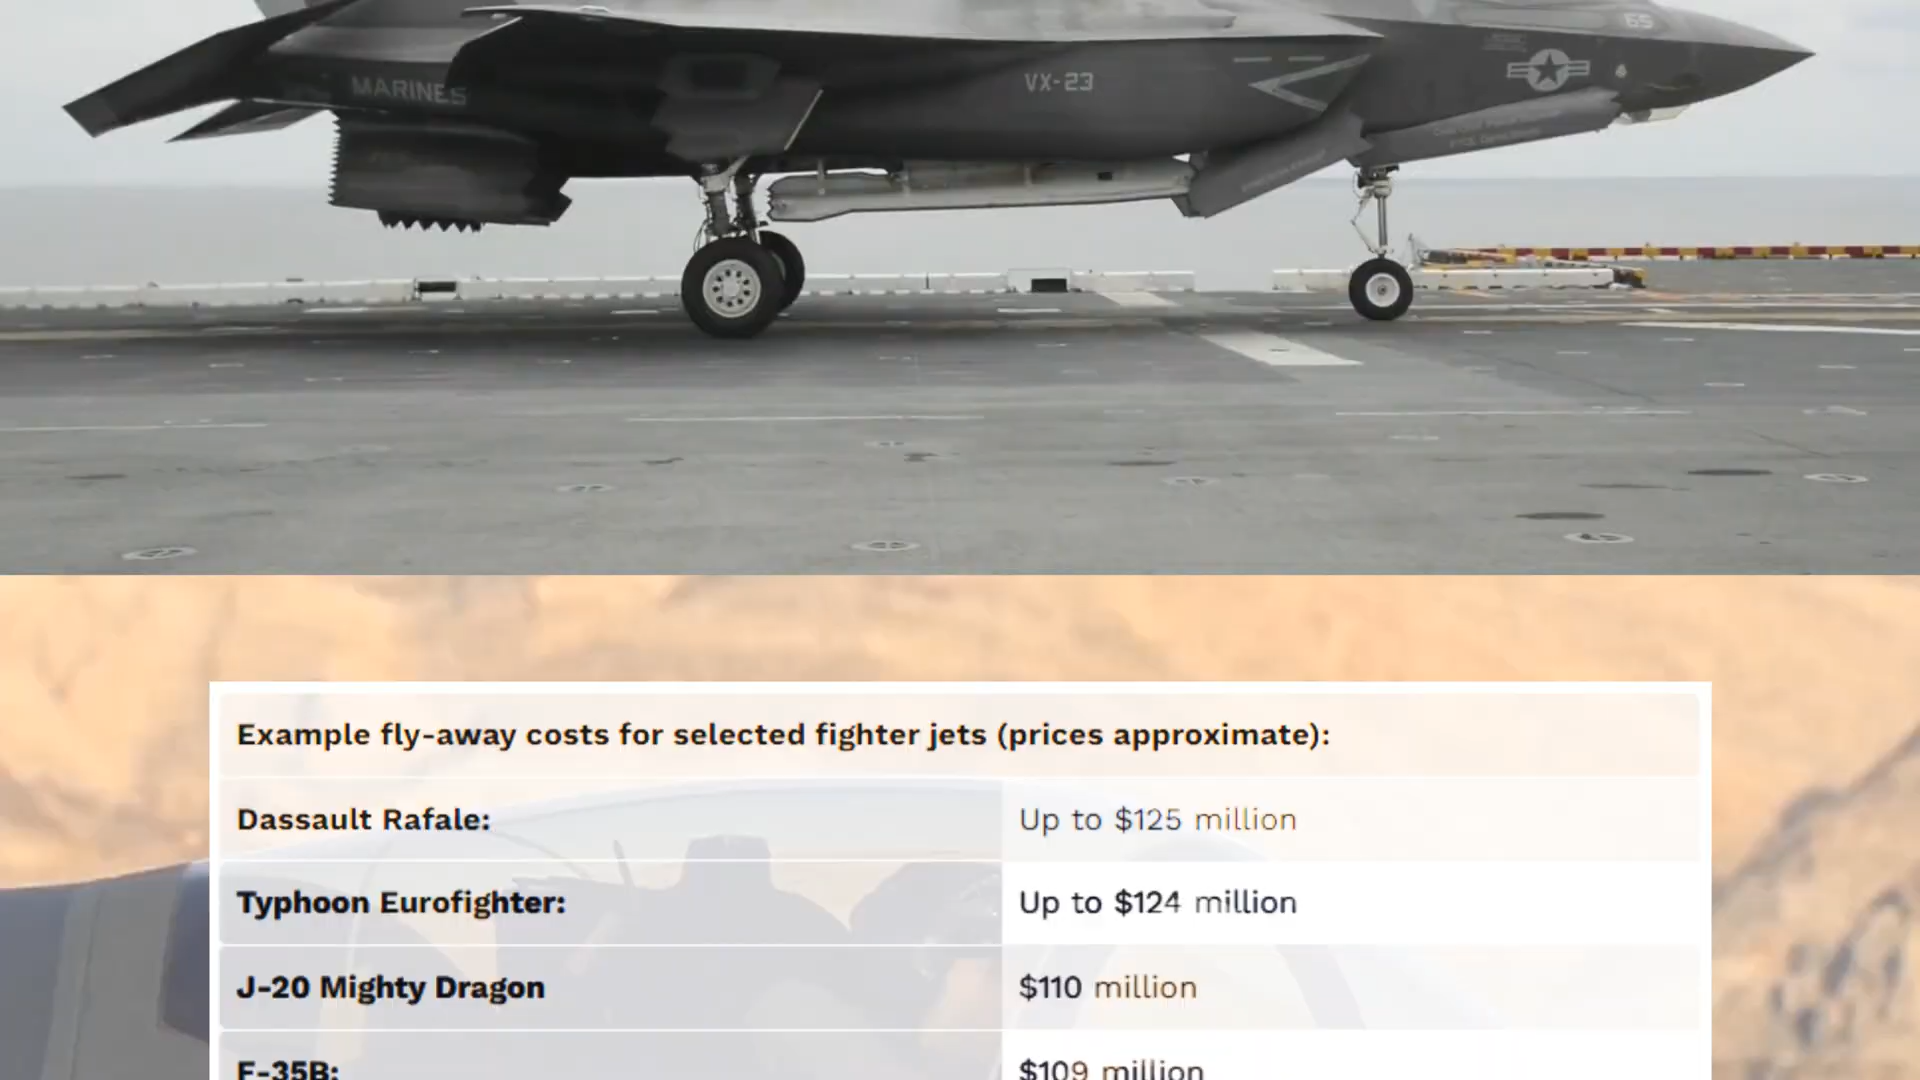 65
MARINES
VX-23
Example fly-away costs for selected fighter jets (prices approximate):
Dassault Rafale: Up to $125 million
Typhoon Eurofighter: Up to $124 million
J-20 Mighty Dragon $110 million
F-35B: $109 million